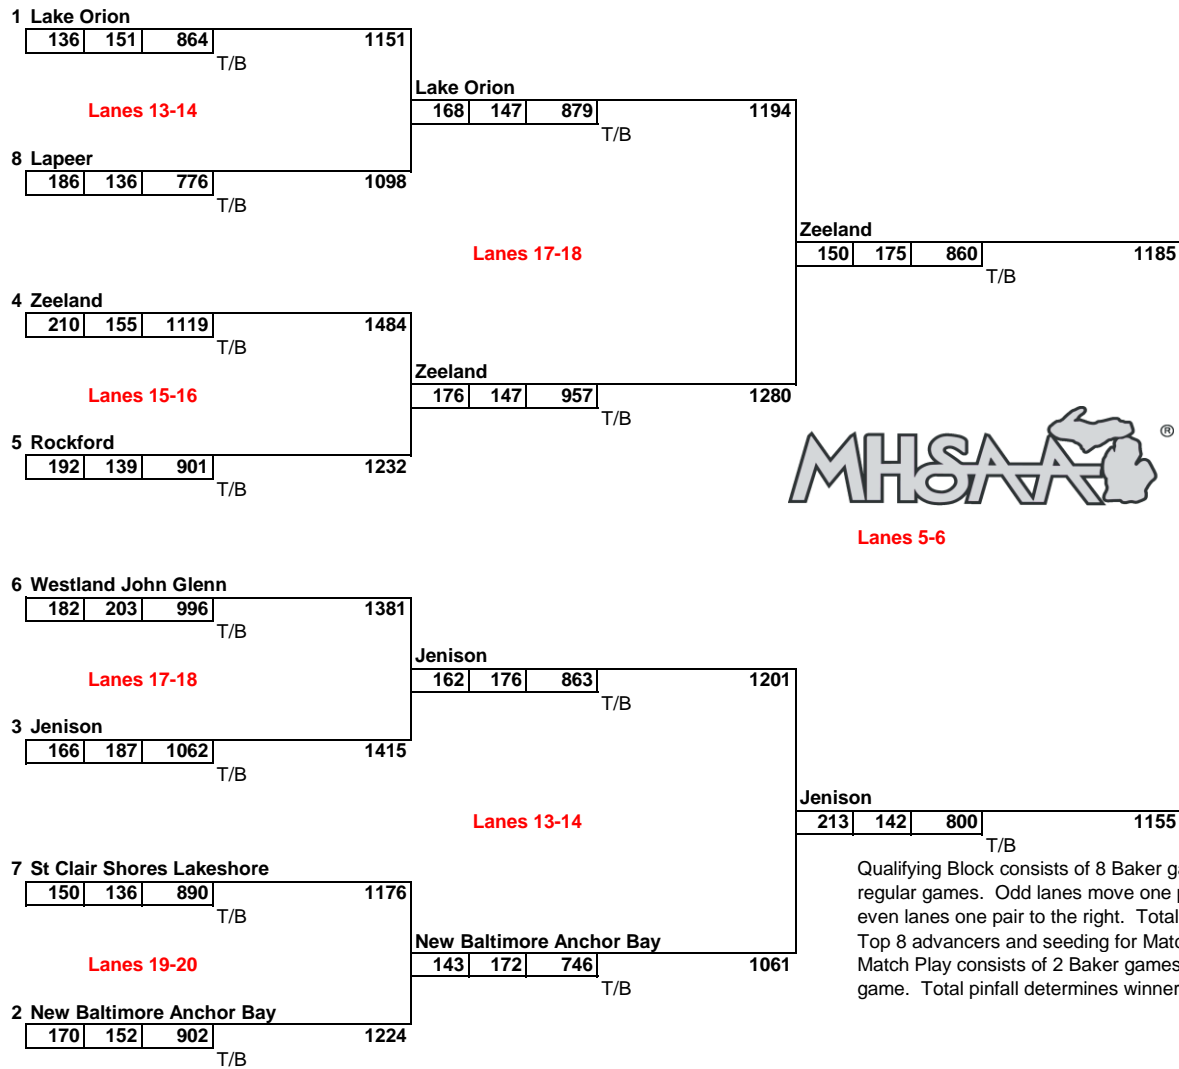 1 Lake Orion
136 151 864 1151
T/B
Lake Orion
Lanes 13-14
168 147 879 1194
T/B
8 Lapeer
186 136 776 1098
T/B
Zeeland
Lanes 17-18
150 175 860 1185
T/B
4 Zeeland
210 155 1119 1484
T/B
Zeeland
Lanes 15-16
176 147 957 1280
T/B
5 Rockford
192 139 901 1232
T/B
MHSAA ®
Lanes 5-6
6 Westland John Glenn
182 203 996 1381
T/B
Jenison
Lanes 17-18
162 176 863 1201
T/B
3 Jenison
166 187 1062 1415
T/B
Jenison
Lanes 13-14
213 142 800 1155
T/B
7 St Clair Shores Lakeshore
150 136 890 1176
T/B
New Baltimore Anchor Bay
Lanes 19-20
143 172 746 1061
T/B
2 New Baltimore Anchor Bay
170 152 902 1224
T/B
Qualifying Block consists of 8 Baker
regular games. Odd lanes move one
even lanes one pair to the right. Total
Top 8 advancers and seeding for
Match Play consists of 2 Baker games
game. Total pinfall determines winner